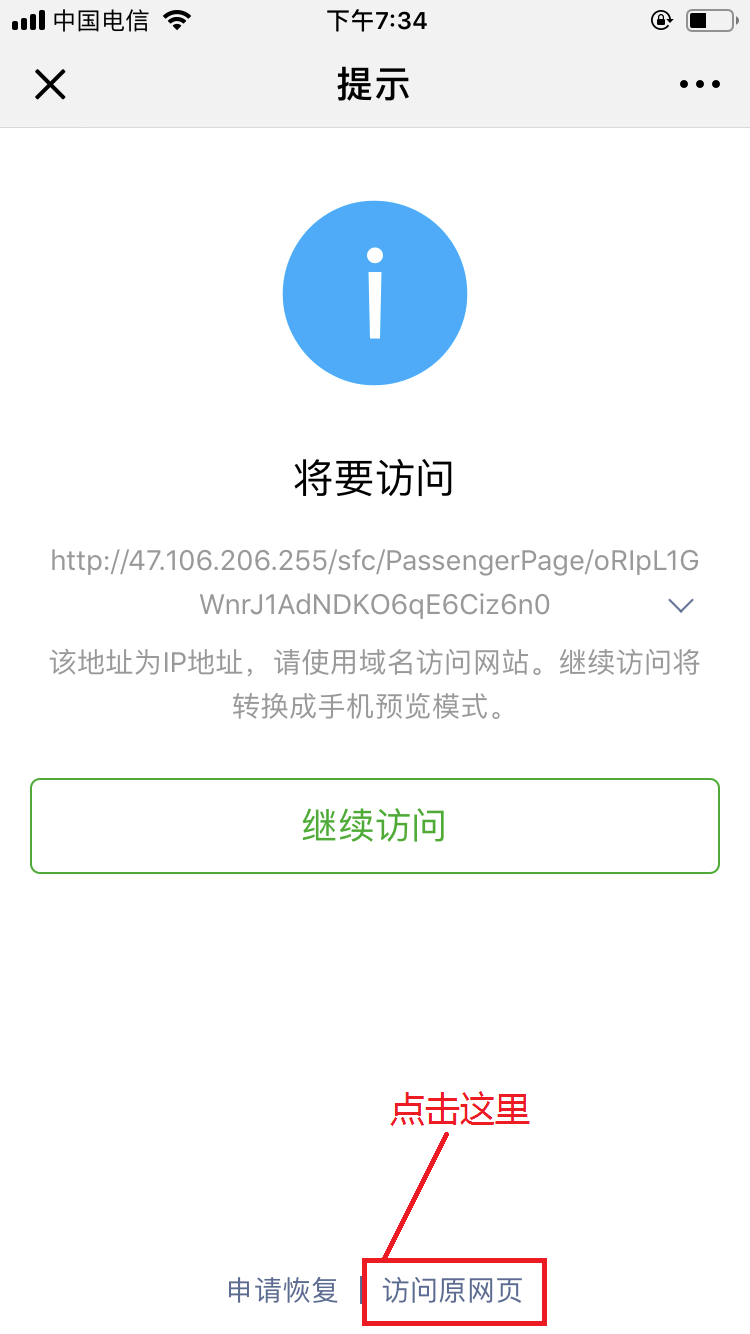 中国电信
下午7:34
提示
将要访问
http://47.106.206.255/sfc/PassengerPage/oRIpL1G
WnrJ1AdNDKO6qE6Ciz6n0
该地址为IP地址，请使用域名访问网站。继续访问将
转换成手机预览模式。
继续访问
点击这里
申请恢复
访问原网页